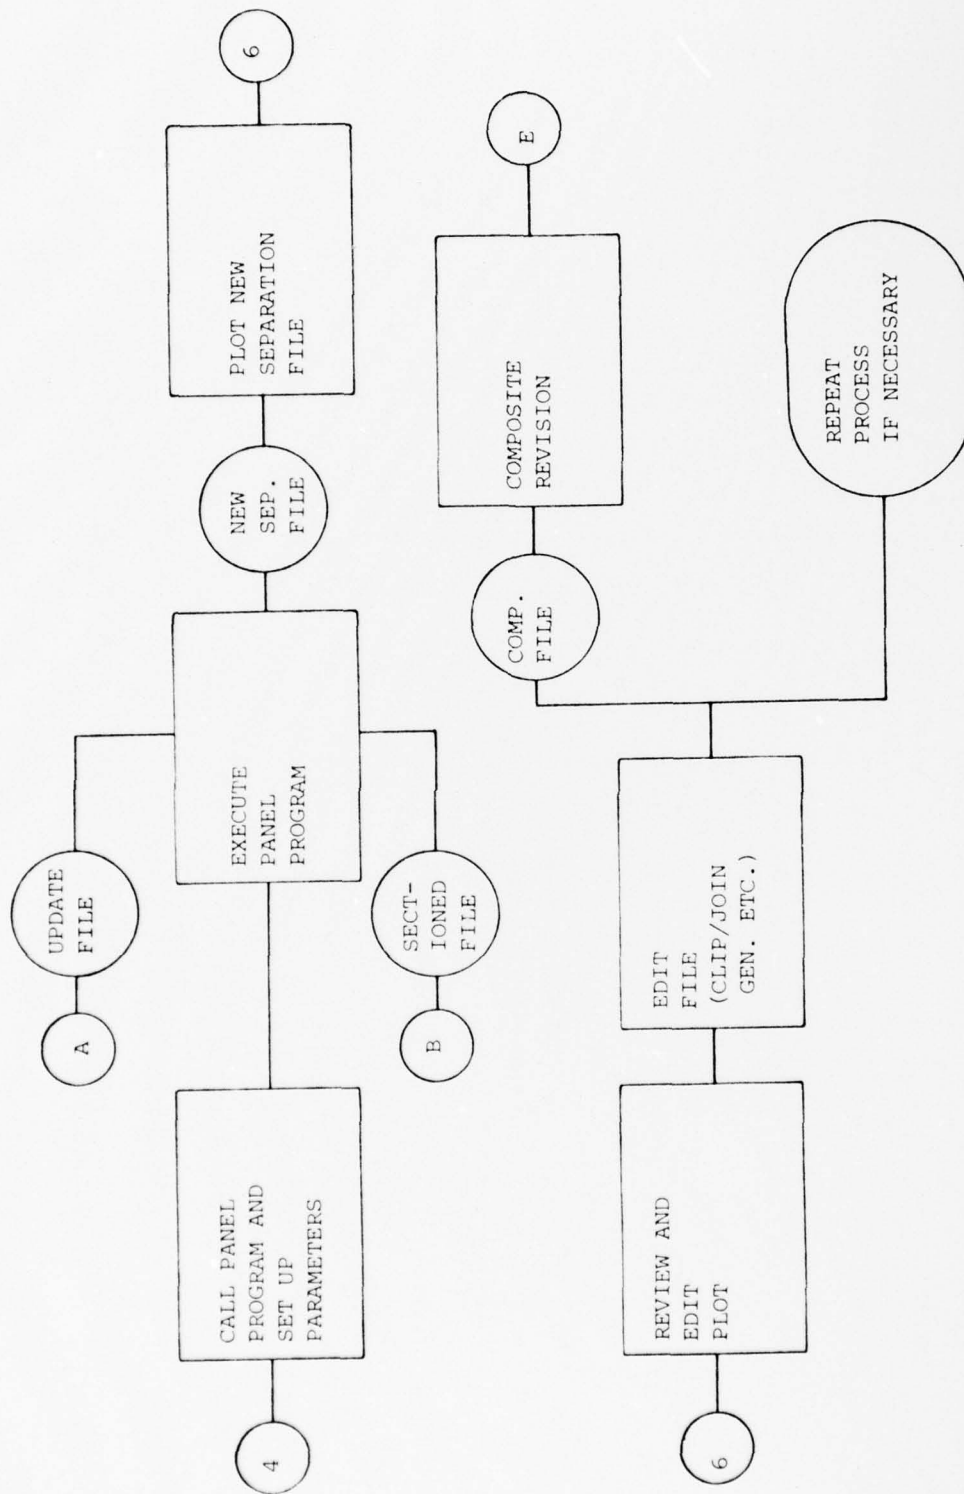 4
CALL PANEL
PROGRAM AND
SET UP
PARAMETERS
A
UPDATE
FILE
B
SECT-
IONED
FILE
EXECUTE
PANEL
PROGRAM
NEW
SEP.
FILE
PLOT NEW
SEPARATION
FILE
6
6
REVIEW AND
EDIT
PLOT
EDIT
FILE
(CLIP/JOIN
GEN. ETC.)
COMP.
FILE
COMPOSITE
REVISION
E
REPEAT
PROCESS
IF NECESSARY